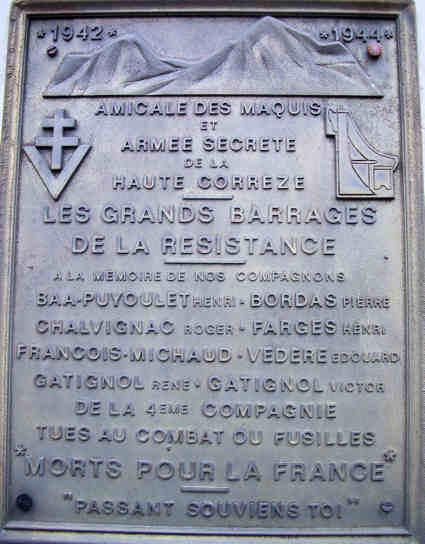 *1942* *1944*
AMICALE DES MAQUIS
ET
ARMEE SECRETE
DE LA
HAUTE CORREZE
LES GRANDS BARRAGES
DE LA RESISTANCE
A LA MEMOIRE DE NOS COMPAGNONS
BAA-PUYOULET HENRI · BORDAS PIERRE
CHALVIGNAC ROGER · FARGES HENRI
FRANCOIS·MICHAUD · VEDERE EDOUARD
GATIGNOL RENE · GATIGNOL VICTOR
DE LA 4EME COMPAGNIE
TUES AU COMBAT OU FUSILLES
*MORTS POUR LA FRANCE*
"PASSANT SOUVIENS TOI"